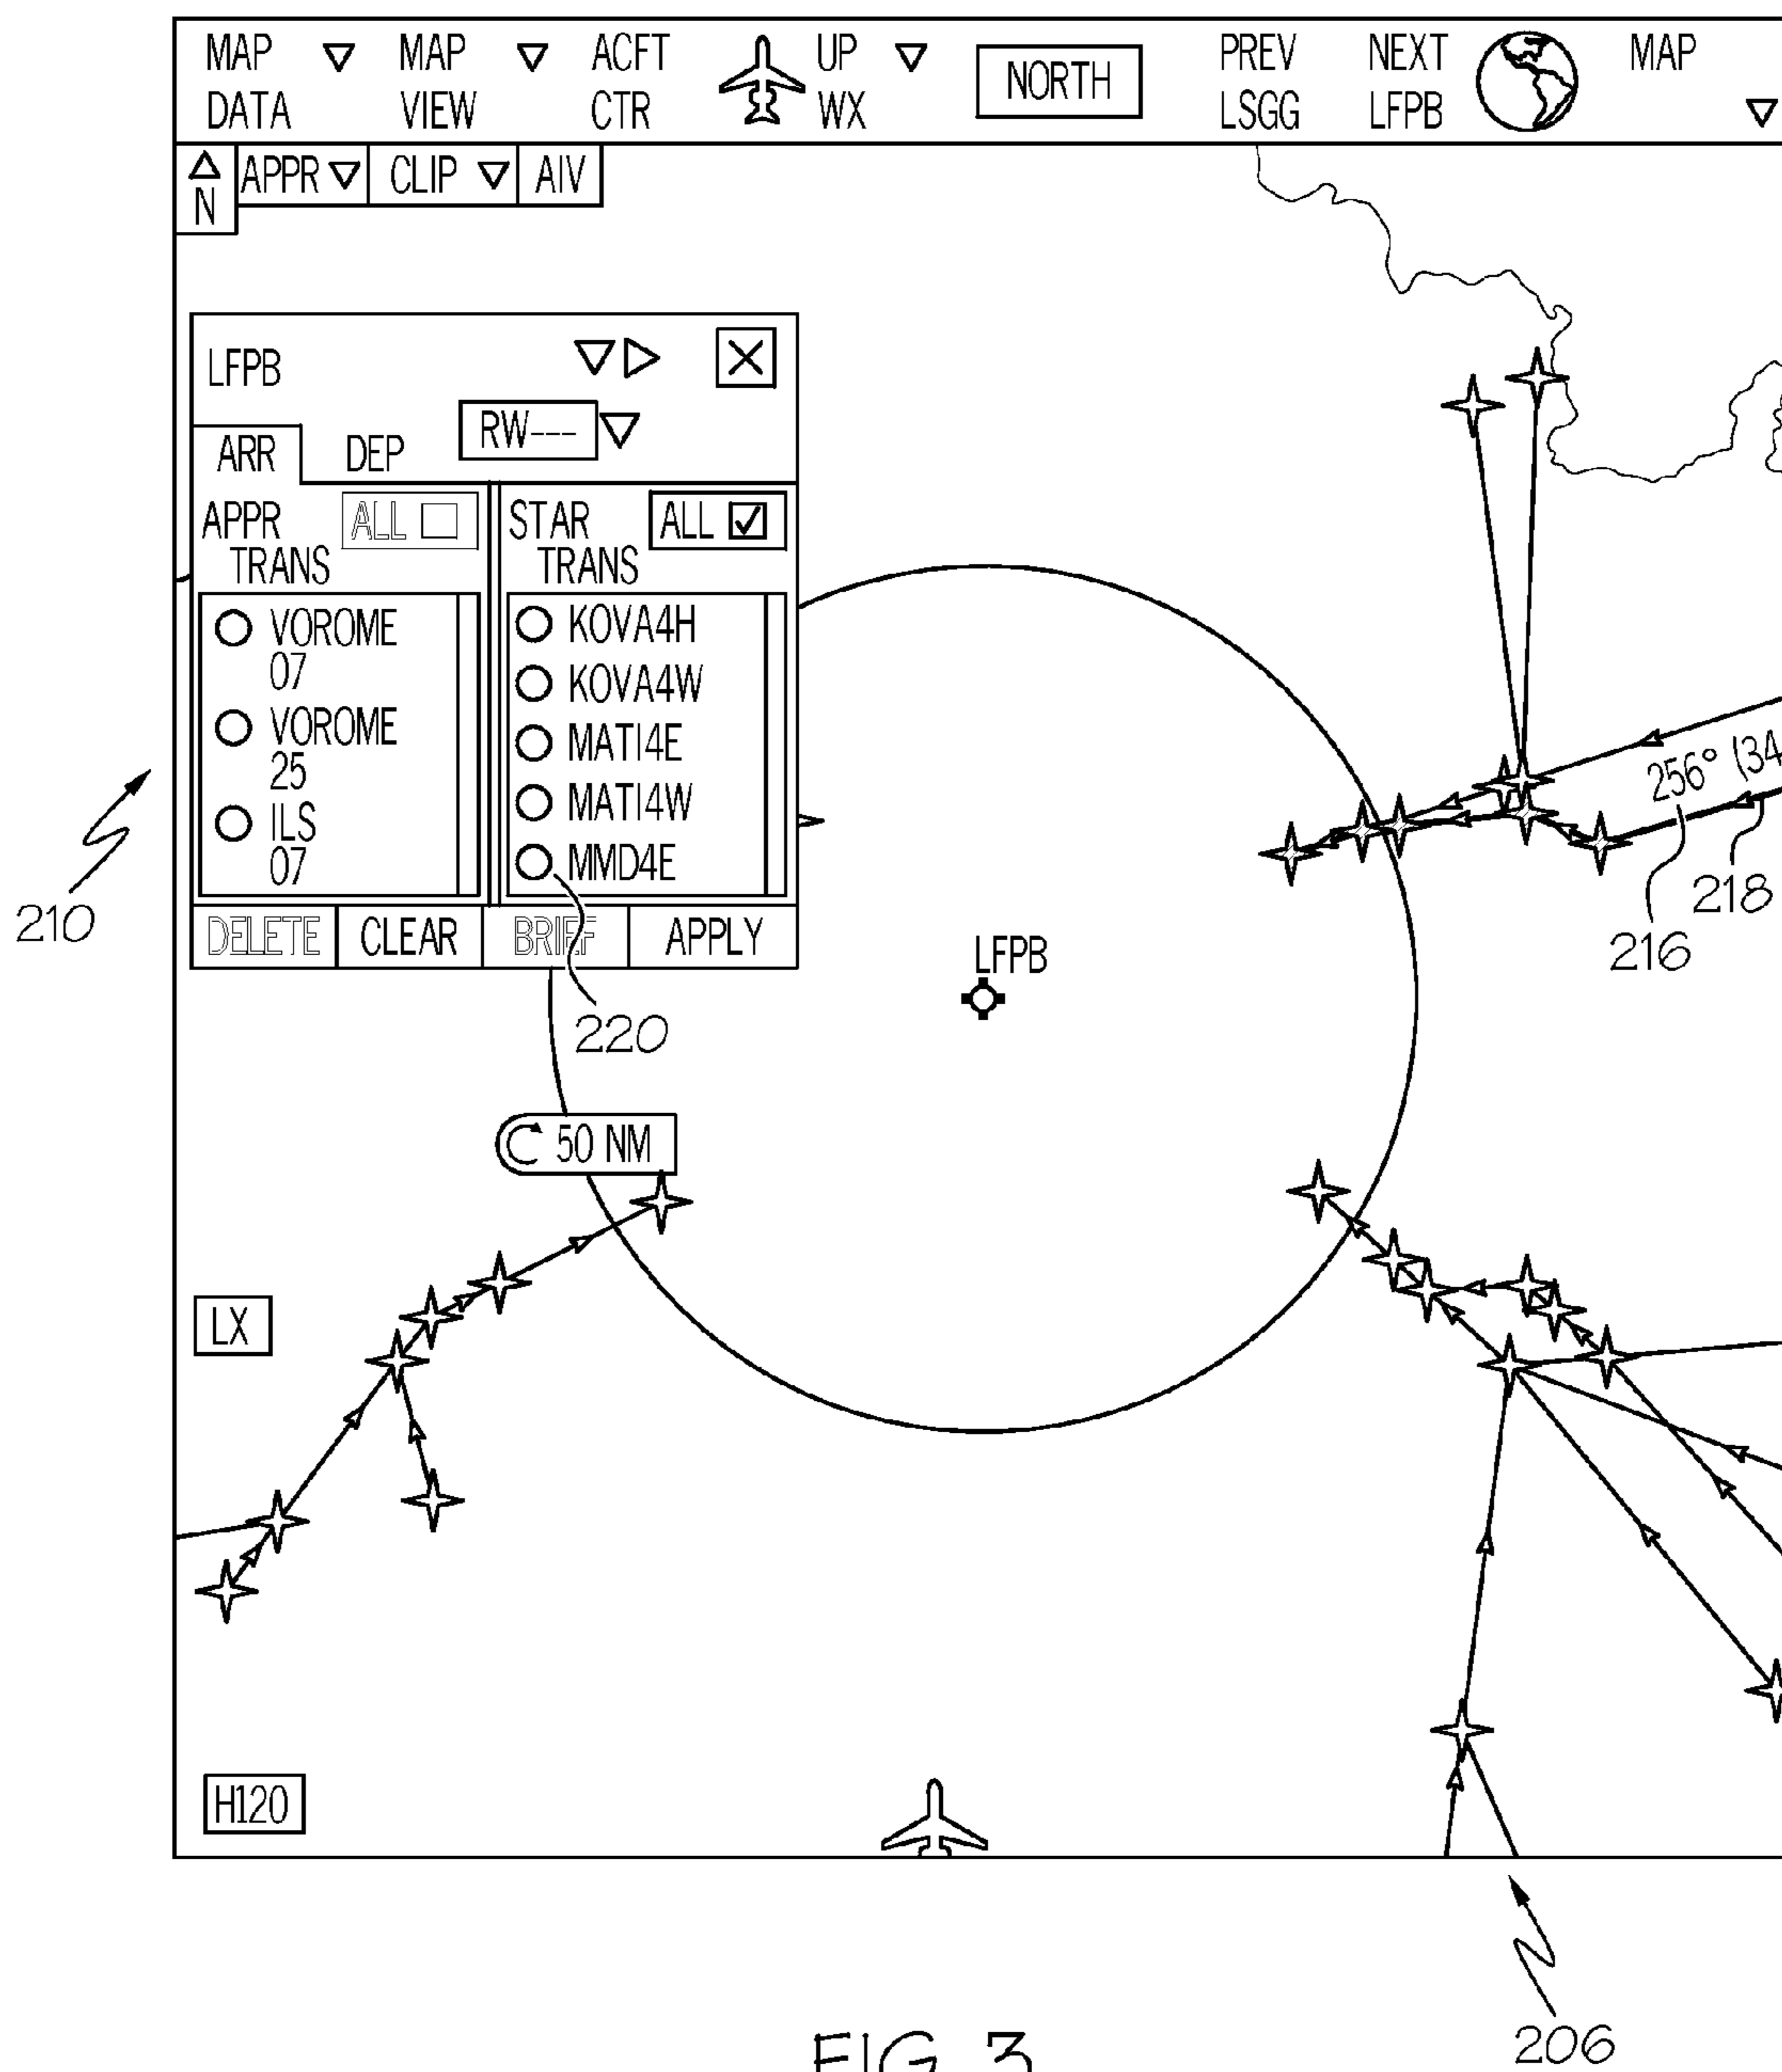 MAP MAP ACFT UP NORTH PREV NEXT MAP
DATA VIEW CTR WX LSGG LFPB
N APPR CLIP AIV
LFPB
RW---
ARR DEP
APPR ALL STAR ALL
TRANS TRANS
VOROME
07
VOROME
25
ILS
07
KOVA4H
KOVA4W
MATI4E
MATI4W
MMD4E
DELETE CLEAR BRIEF APPLY
256° (34
218
216
210
LFPB
220
50 NM
LX
H120
206
FIG. 3